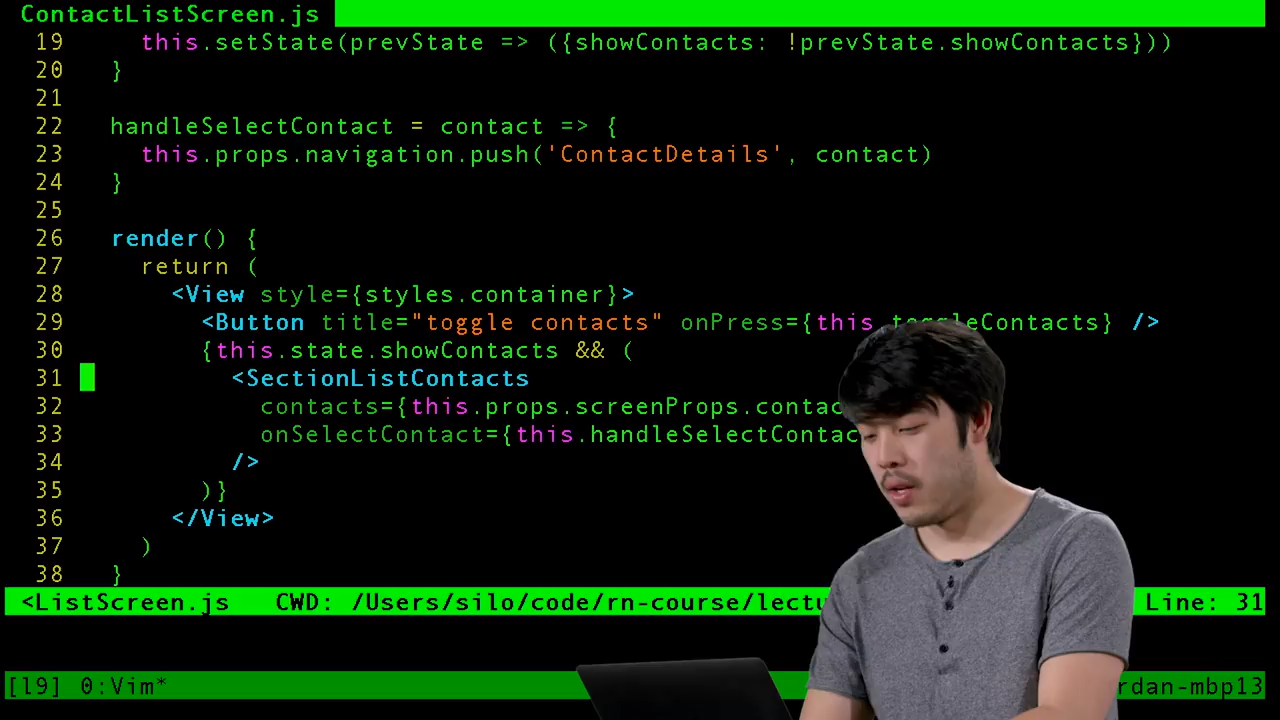 ContactListScreen.js
19 this.setState(prevState => ({showContacts: !prevState.showContacts}))
20 }
21
22 handleSelectContact = contact => {
23 this.props.navigation.push('ContactDetails', contact)
24 }
25
26 render() {
27 return (
28 <View style={styles.container}>
29 <Button title="toggle contacts" onPress={this.toggleContacts} />
30 {this.state.showContacts && (
31 <SectionListContacts
32 contacts={this.props.screenProps.contac
33 onSelectContact={this.handleSelectContac
34 />
35 )}
36 </View>
37 )
38 }
<ListScreen.js CWD: /Users/silo/code/rn-course/lectu Line: 31
[l9] 0:Vim* rdan-mbp13